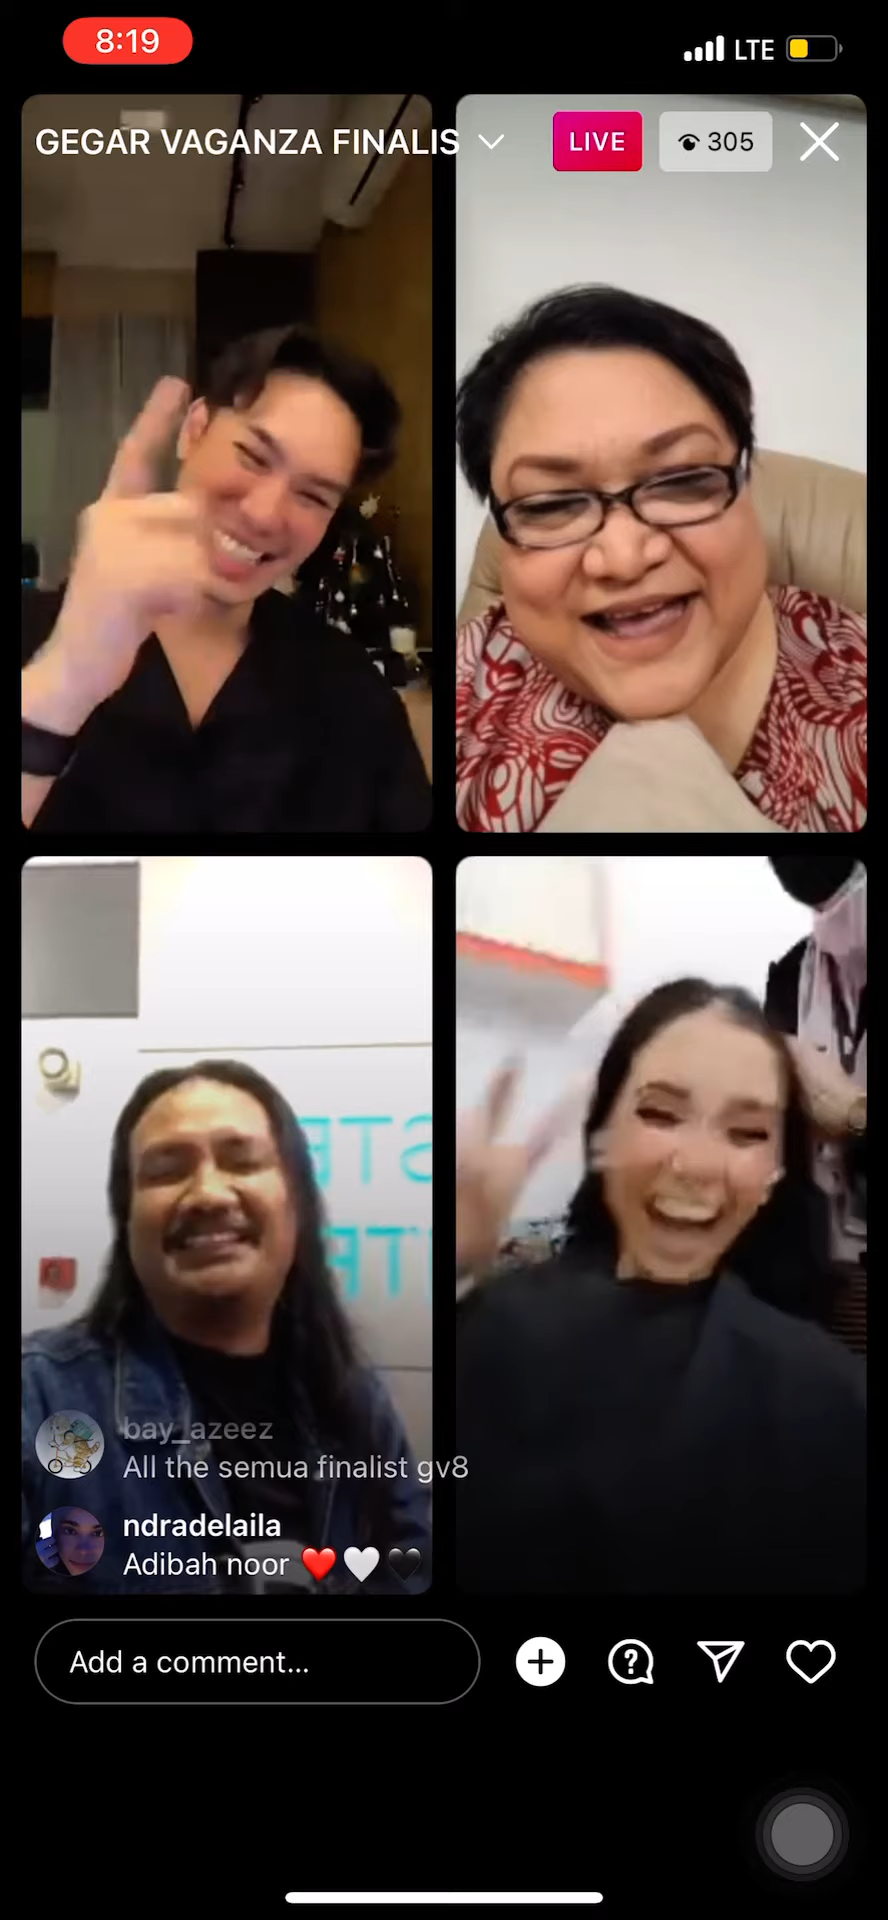 8:19
LTE
GEGAR VAGANZA FINALIS
LIVE
305
bay_azeez
All the semua finalist gv8
ndradelaila
Adibah noor ❤️🤍🖤
Add a comment...